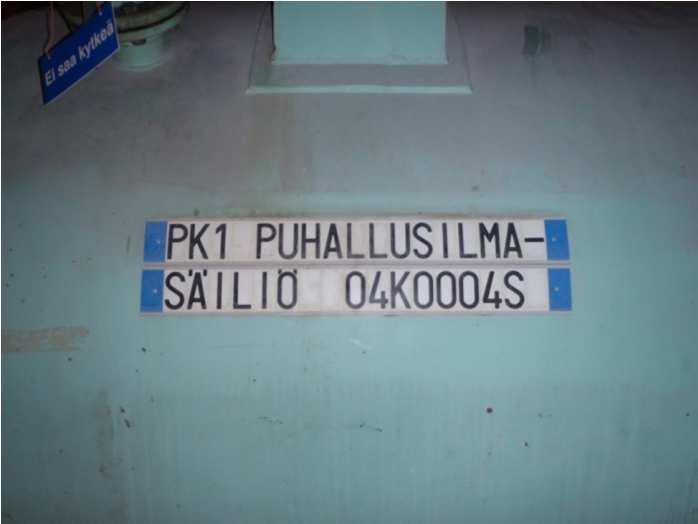 Ei saa kytkeä
PK1 PUHALLUSILMA-
SÄILIÖ 04K0004S